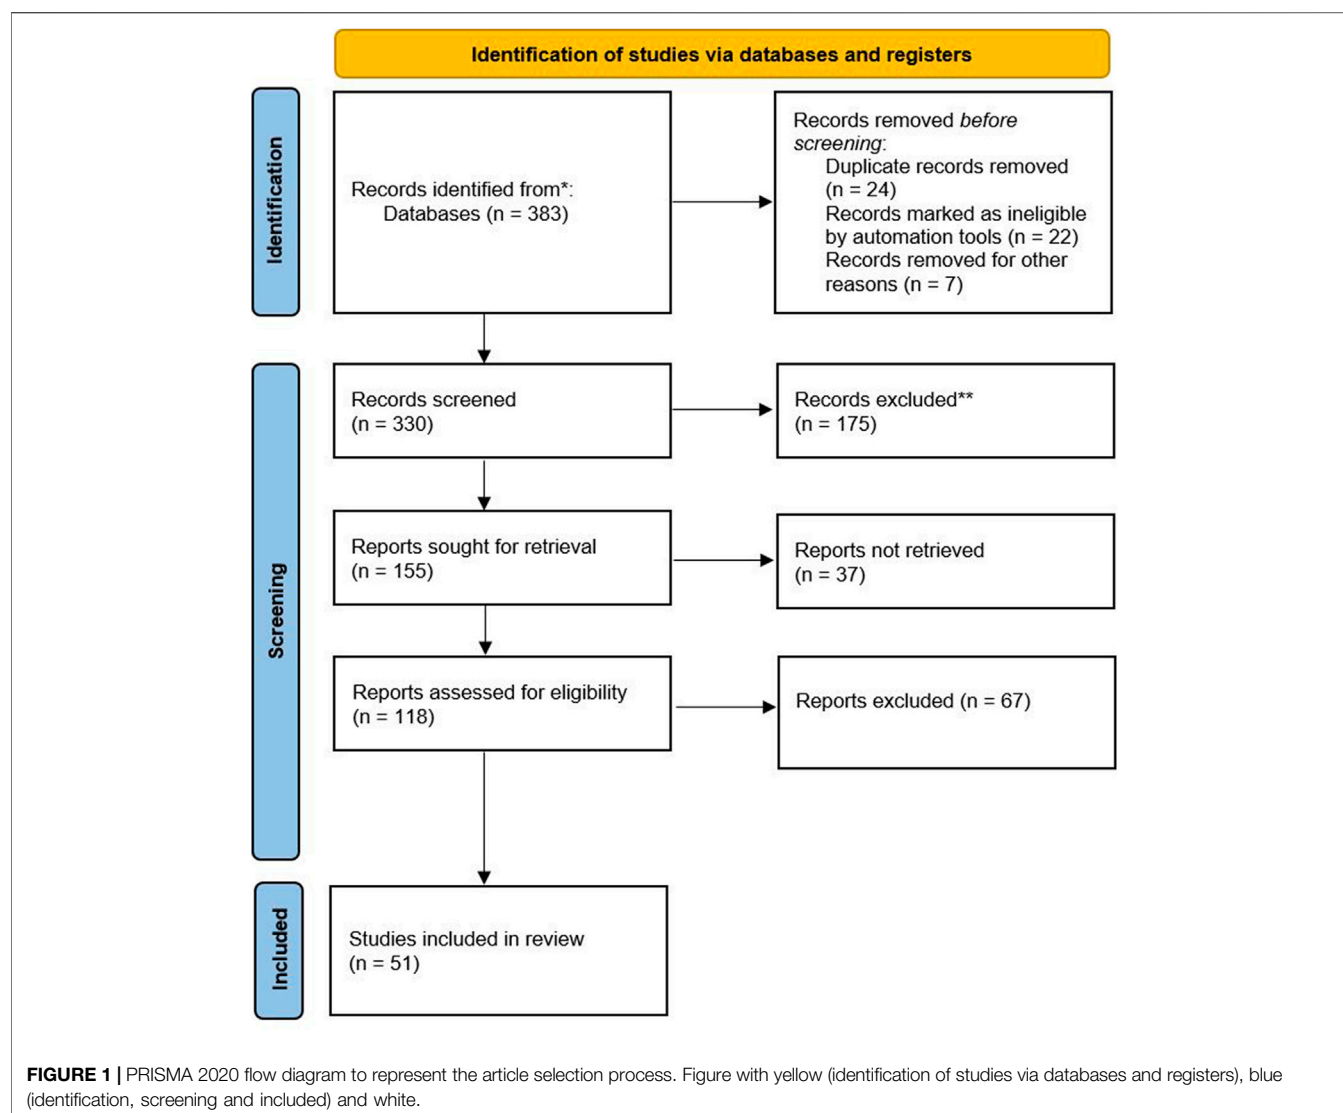 Identification of studies via databases and registers
Identification
Records identified from*:
Databases (n = 383)
Records removed before
screening:
Duplicate records removed
(n = 24)
Records marked as ineligible
by automation tools (n = 22)
Records removed for other
reasons (n = 7)
Screening
Records screened
(n = 330)
Records excluded**
(n = 175)
Reports sought for retrieval
(n = 155)
Reports not retrieved
(n = 37)
Reports assessed for eligibility
(n = 118)
Reports excluded (n = 67)
Included
Studies included in review
(n = 51)
FIGURE 1 | PRISMA 2020 flow diagram to represent the article selection process. Figure with yellow (identification of studies via databases and registers), blue
(identification, screening and included) and white.